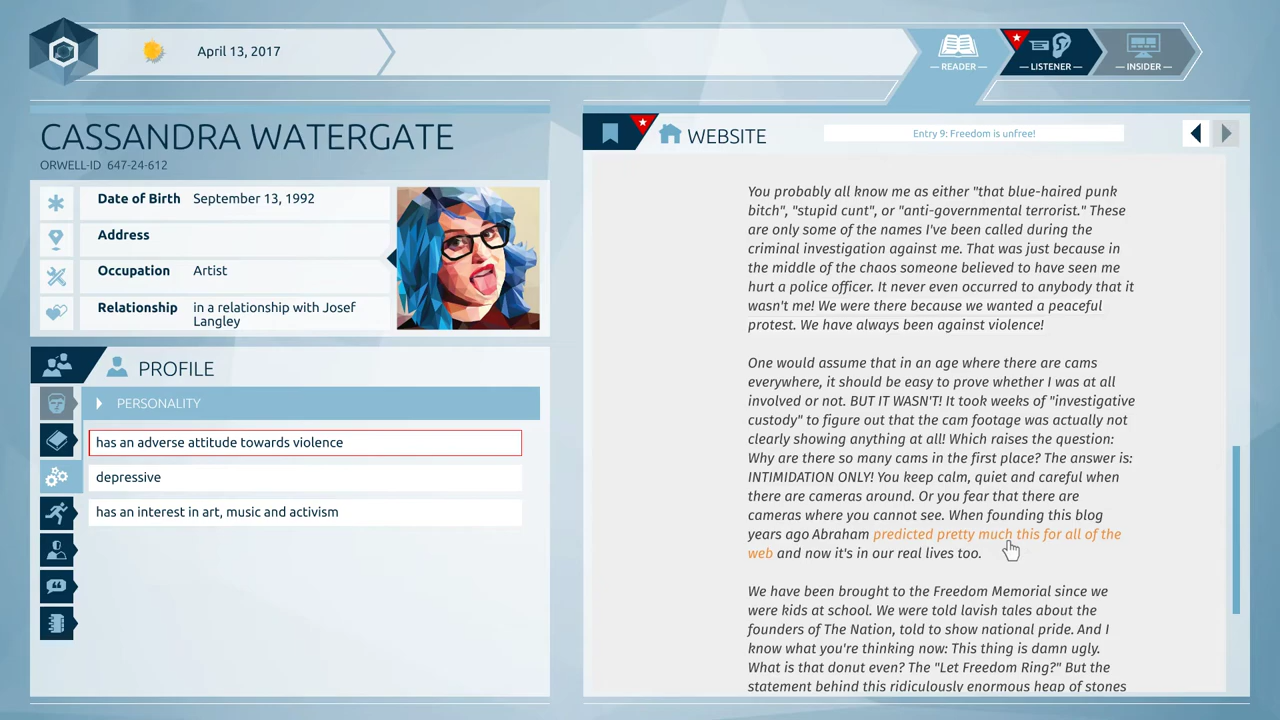 April 13, 2017
— READER —
— LISTENER —
— INSIDER —
CASSANDRA WATERGATE
ORWELL-ID 647-24-612
Date of Birth September 13, 1992
Address
Occupation Artist
Relationship in a relationship with Josef
Langley
PROFILE
PERSONALITY
has an adverse attitude towards violence
depressive
has an interest in art, music and activism
WEBSITE
Entry 9: Freedom is unfree!
You probably all know me as either "that blue-haired punk
bitch", "stupid cunt", or "anti-governmental terrorist." These
are only some of the names I've been called during the
criminal investigation against me. That was just because in
the middle of the chaos someone believed to have seen me
hurt a police officer. It never even occurred to anybody that it
wasn't me! We were there because we wanted a peaceful
protest. We have always been against violence!
One would assume that in an age where there are cams
everywhere, it should be easy to prove whether I was at all
involved or not. BUT IT WASN'T! It took weeks of "investigative
custody" to figure out that the cam footage was actually not
clearly showing anything at all! Which raises the question:
Why are there so many cams in the first place? The answer is:
INTIMIDATION ONLY! You keep calm, quiet and careful when
there are cameras around. Or you fear that there are
cameras where you cannot see. When founding this blog
years ago Abraham predicted pretty much this for all of the
web and now it's in our real lives too.
We have been brought to the Freedom Memorial since we
were kids at school. We were told lavish tales about the
founders of The Nation, told to show national pride. And I
know what you're thinking now: This thing is damn ugly.
What is that donut even? The "Let Freedom Ring?" But the
statement behind this ridiculously enormous heap of stones